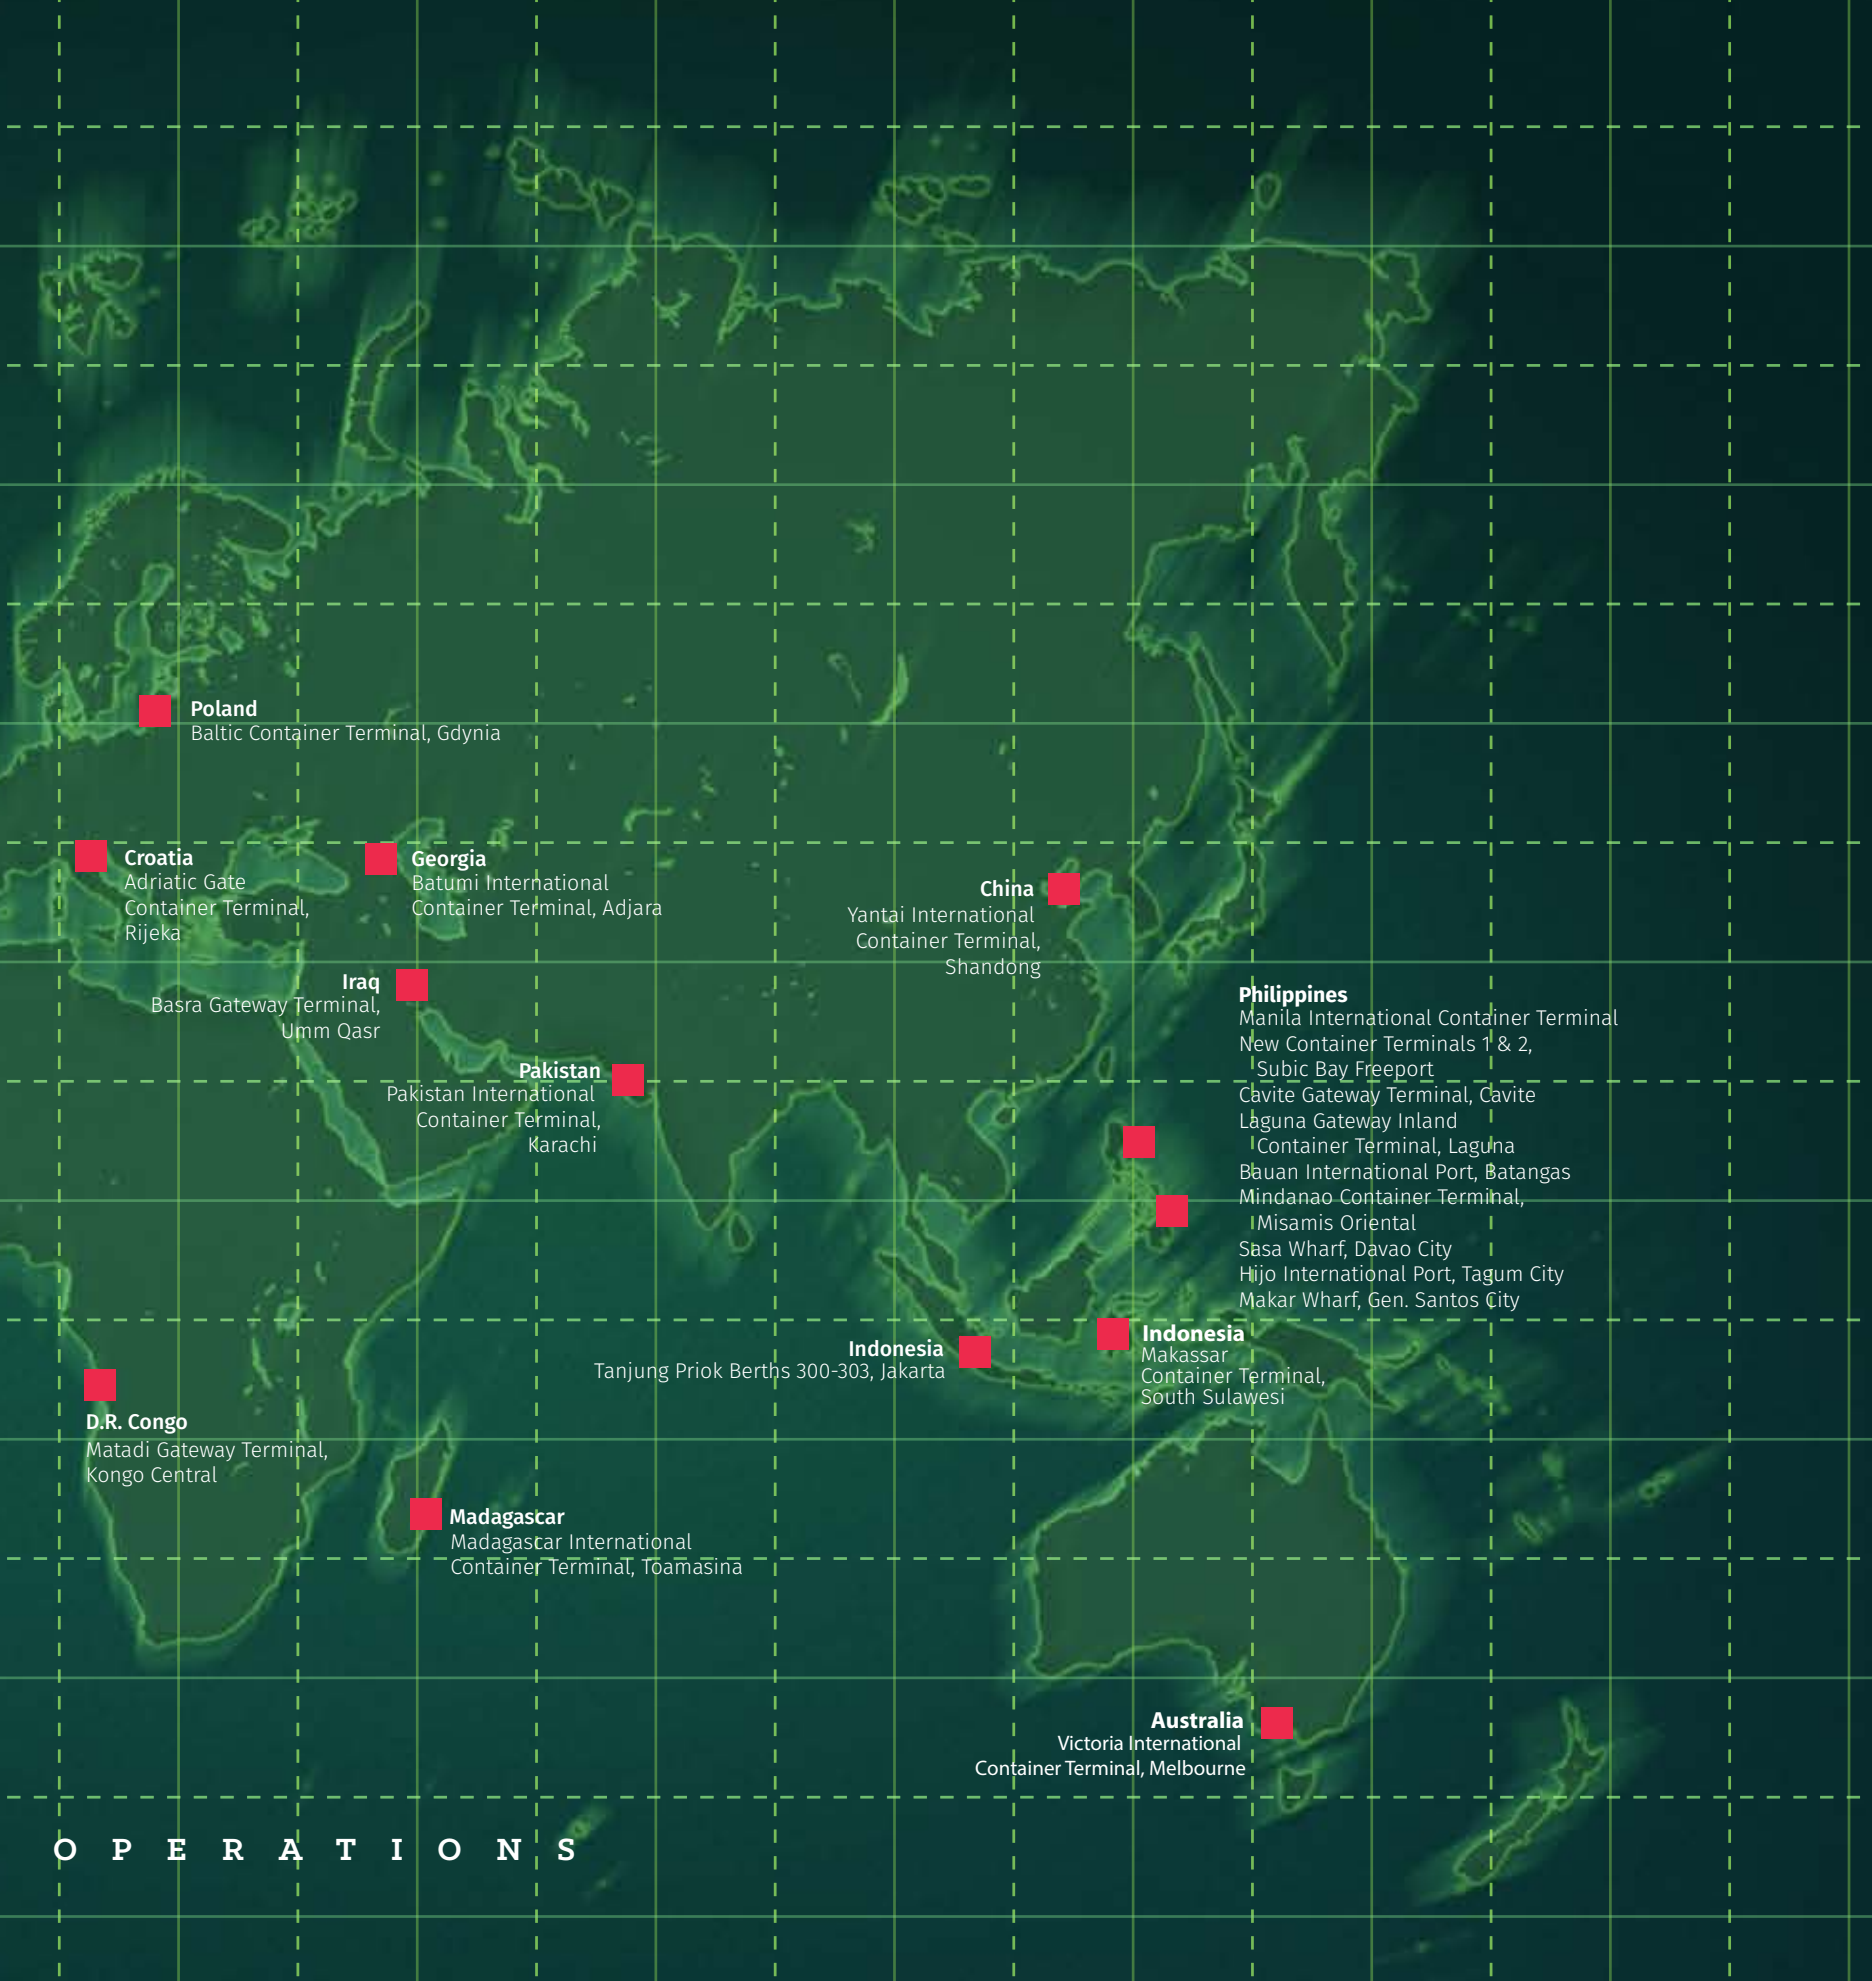 Poland
Baltic Container Terminal, Gdynia
Croatia
Adriatic Gate
Container Terminal,
Rijeka
Georgia
Batumi International
Container Terminal, Adjara
China
Yantai International
Container Terminal,
Shandong
Iraq
Basra Gateway Terminal,
Umm Qasr
Pakistan
Pakistan International
Container Terminal,
Karachi
Philippines
Manila International Container Terminal
New Container Terminals 1 & 2,
Subic Bay Freeport
Cavite Gateway Terminal, Cavite
Laguna Gateway Inland
Container Terminal, Laguna
Bauan International Port, Batangas
Mindanao Container Terminal,
Misamis Oriental
Sasa Wharf, Davao City
Hijo International Port, Tagum City
Makar Wharf, Gen. Santos City
Indonesia
Tanjung Priok Berths 300-303, Jakarta
Indonesia
Makassar
Container Terminal,
South Sulawesi
D.R. Congo
Matadi Gateway Terminal,
Kongo Central
Madagascar
Madagascar International
Container Terminal, Toamasina
Australia
Victoria International
Container Terminal, Melbourne
OPERATIONS